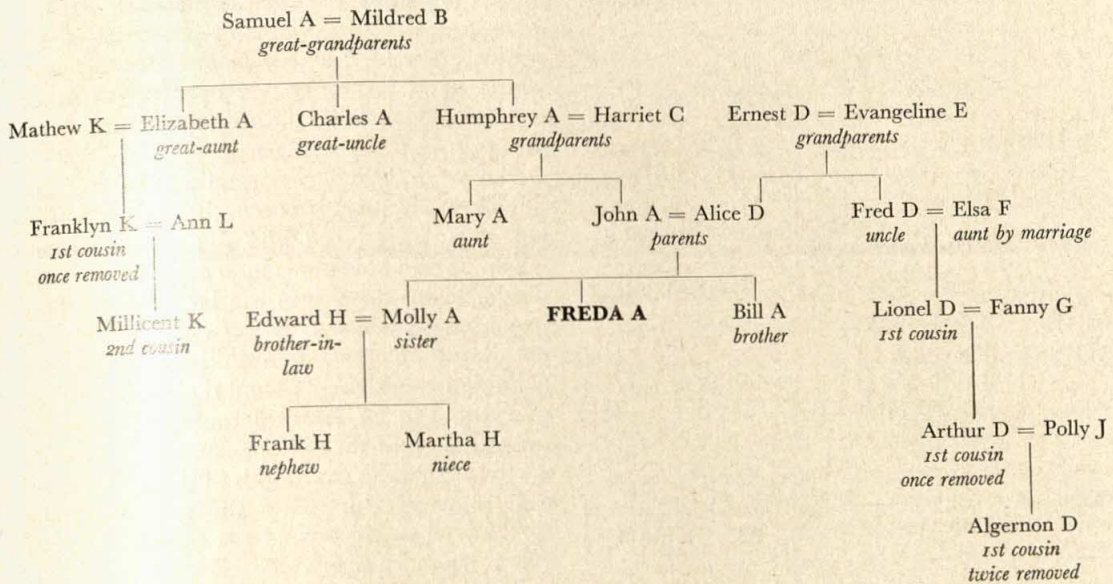 Samuel A = Mildred B
great-grandparents
Mathew K = Elizabeth A
great-aunt
Charles A
great-uncle
Humphrey A = Harriet C
grandparents
Ernest D = Evangeline E
grandparents
Franklyn K = Ann L
1st cousin
once removed
Mary A
aunt
John A = Alice D
parents
Fred D = Elsa F
uncle
aunt by marriage
Millicent K
2nd cousin
Edward H = Molly A
brother-in-
law
sister
FREDA A
Bill A
brother
Lionel D = Fanny G
1st cousin
Frank H
nephew
Martha H
niece
Arthur D = Polly J
1st cousin
once removed
Algernon D
1st cousin
twice removed